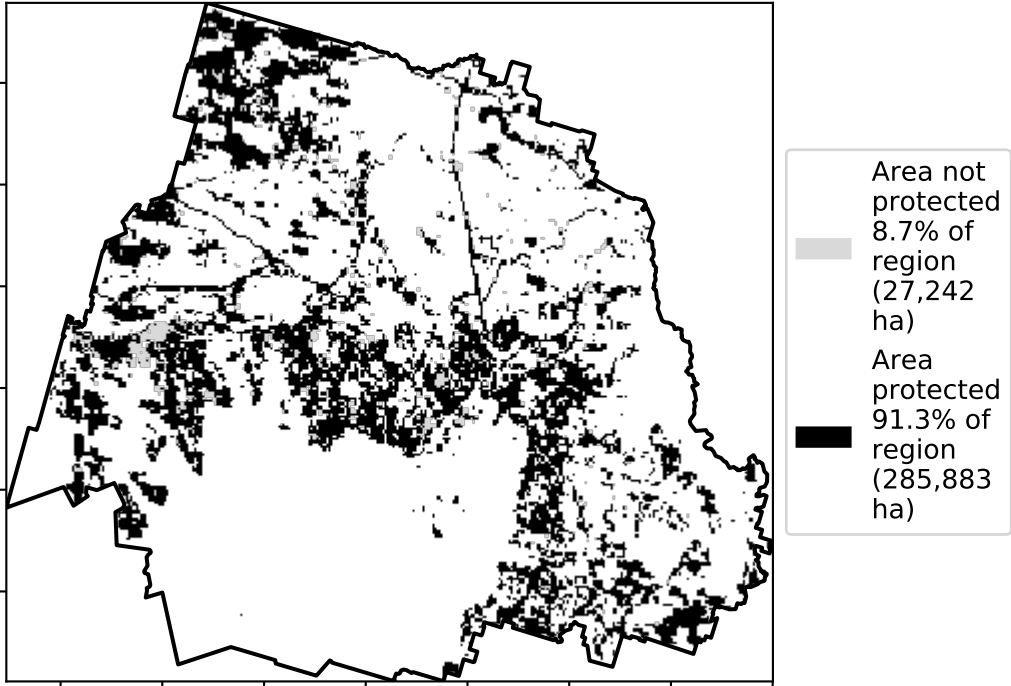 Area not
protected
8.7% of
region
(27,242
ha)
Area
protected
91.3% of
region
(285,883
ha)